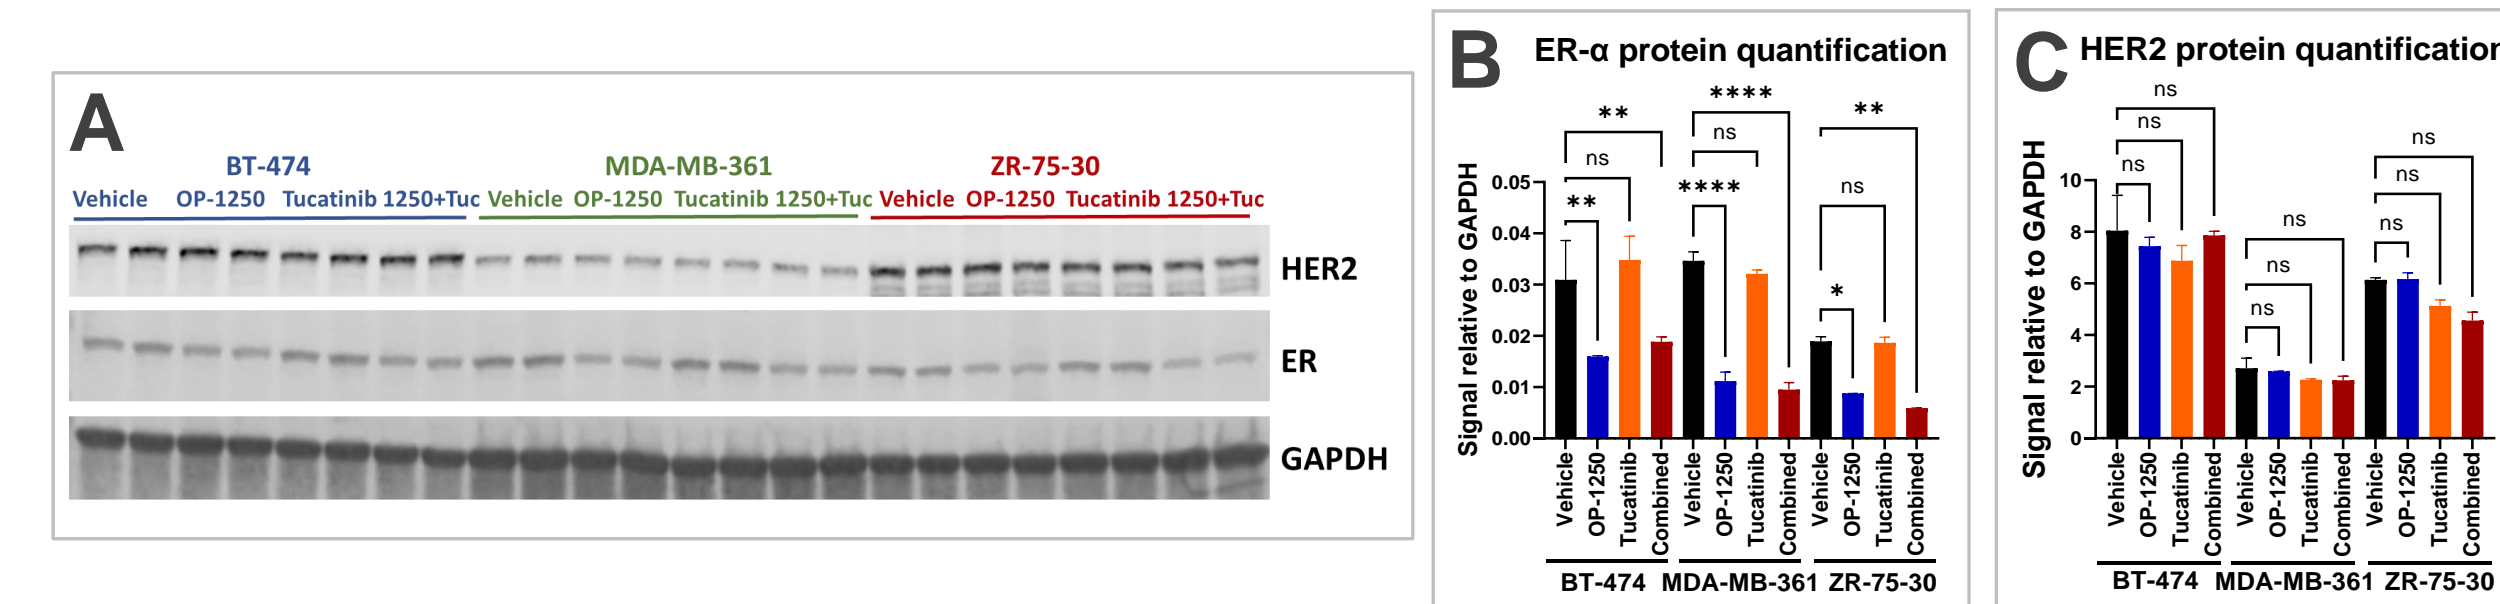 A
BT-474 MDA-MB-361 ZR-75-30
Vehicle OP-1250 Tucatinib 1250+Tuc Vehicle OP-1250 Tucatinib 1250+Tuc Vehicle OP-1250 Tucatinib 1250+Tuc
HER2
ER
GAPDH
B ER-α protein quantification
**** 
** **
ns
ns
**** ns
**
*
Signal relative to GAPDH
0.05
0.04
0.03
0.02
0.01
0.00
Vehicle OP-1250 Tucatinib Combined Vehicle OP-1250 Tucatinib Combined Vehicle OP-1250 Tucatinib Combined
BT-474 MDA-MB-361 ZR-75-30
C HER2 protein quantification
ns
ns
ns
ns
ns
ns
ns
ns
ns
Signal relative to GAPDH
10
8
6
4
2
0
Vehicle OP-1250 Tucatinib Combined Vehicle OP-1250 Tucatinib Combined Vehicle OP-1250 Tucatinib Combined
BT-474 MDA-MB-361 ZR-75-30